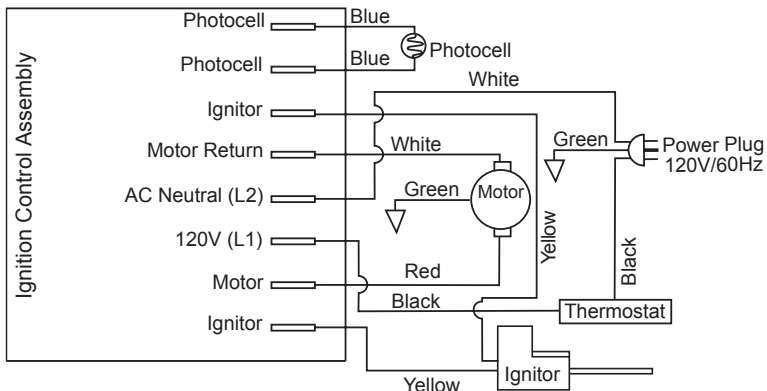 Ignition Control Assembly
Photocell
Blue
Photocell
Photocell
Blue
White
Ignitor
Motor Return
White
Green
Power Plug
120V/60Hz
AC Neutral (L2)
Green
Motor
120V (L1)
Yellow
Black
Motor
Red
Black
Thermostat
Ignitor
Yellow
Ignitor